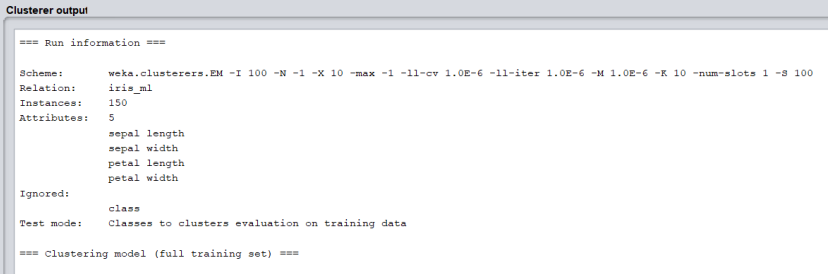 Clusterer output
=== Run information ===
Scheme: weka.clusterers.EM -I 100 -N -1 -X 10 -max -1 -ll-cv 1.0E-6 -ll-iter 1.0E-6 -M 1.0E-6 -K 10 -num-slots 1 -S 100
Relation: iris_ml
Instances: 150
Attributes: 5
sepal length
sepal width
petal length
petal width
Ignored:
class
Test mode: Classes to clusters evaluation on training data
=== Clustering model (full training set) ===